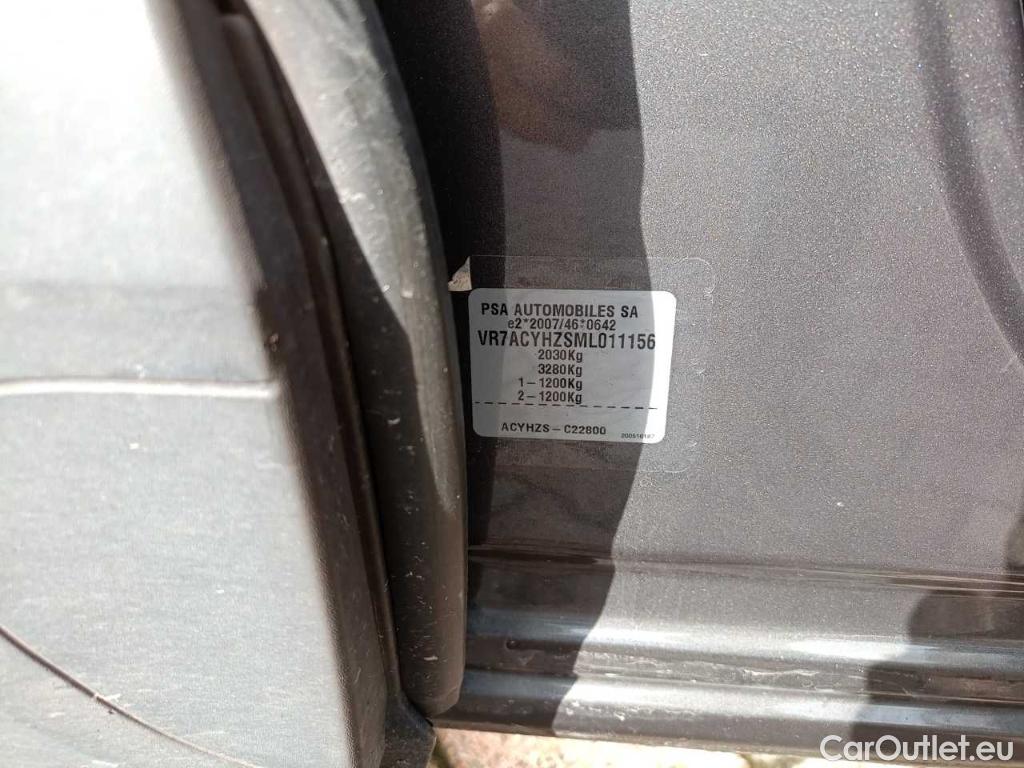 PSA AUTOMOBILES SA
e2*2007/46*0642
VR7ACYHZSML011156
2030Kg
3280Kg
1-1200Kg
2-1200Kg
ACYHZS-C22800
CarOutlet.eu